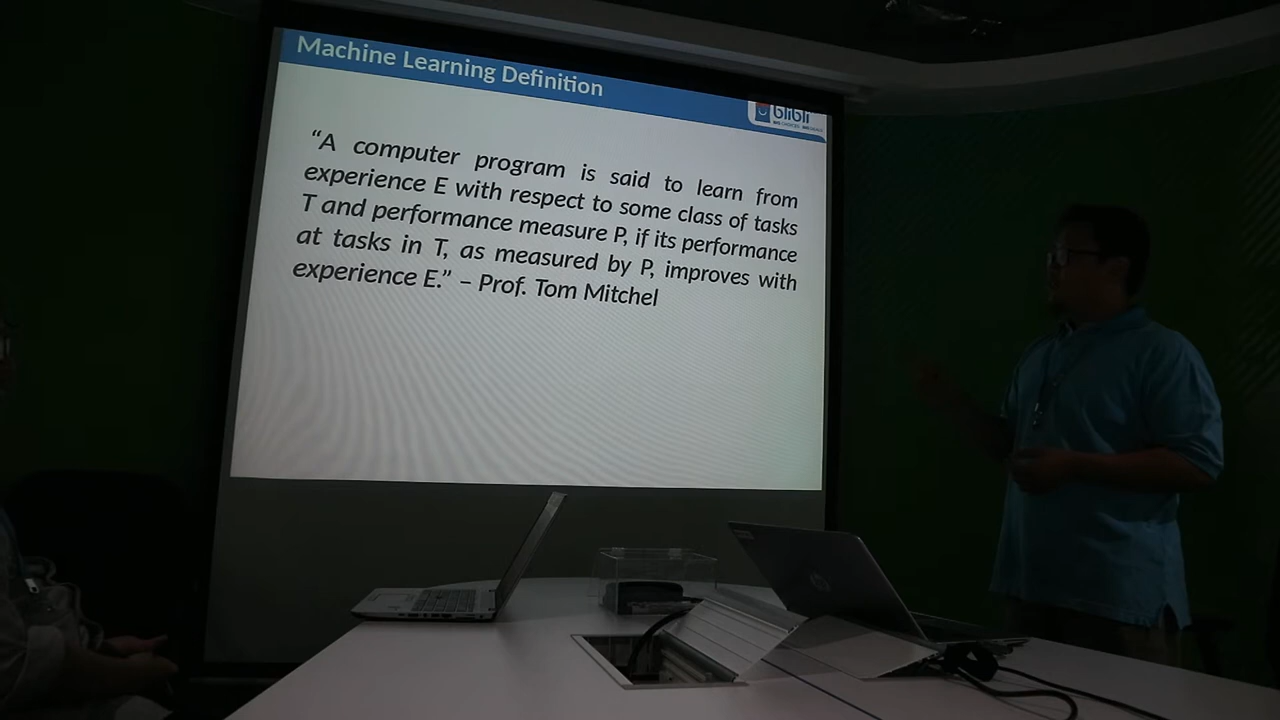 Machine Learning Definition
blibli
“A computer program is said to learn from
experience E with respect to some class of tasks
T and performance measure P, if its performance
at tasks in T, as measured by P, improves with
experience E.” – Prof. Tom Mitchel